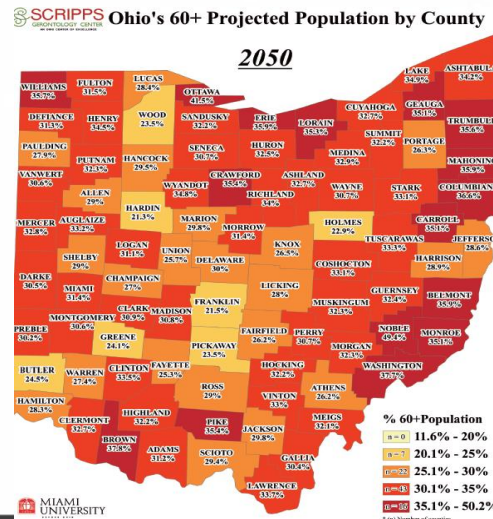 SCRIPPS
GERONTOLOGY CENTER
AN OHIO CENTER OF EXCELLENCE
Ohio's 60+ Projected Population by County
2050
WILLIAMS
35.7%
FULTON
31.5%
LUCAS
28.4%
OTTAWA
41.5%
LAKE
34.9%
ASHTABUL
34.2%
DEFIANCE
31.3%
HENRY
34.5%
WOOD
23.5%
SANDUSKY
32.2%
ERIE
35.9%
LORAIN
35.3%
CUYAHOGA
32.7%
GEAUGA
35.1%
TRUMBUL
35.6%
PAULDING
27.9%
PUTNAM
32.3%
HANCOCK
29.5%
SENECA
30.7%
HURON
32.5%
MEDINA
32.9%
SUMMIT
32.2%
PORTAGE
26.3%
MAHONIN
35.9%
VANWERT
30.6%
ALLEN
29%
WYANDOT
34.8%
CRAWFORD
35.4%
RICHLAND
34%
ASHLAND
32.7%
WAYNE
30.7%
STARK
33.1%
COLUMBIAN
36.6%
MERCER
32.8%
AUGLAIZE
33.2%
HARDIN
21.3%
MARION
29.8%
MORROW
31.4%
HOLMES
22.9%
TUSCARAWAS
33.3%
CARROLL
35.1%
JEFFERSO
28.6%
SHELBY
29%
LOGAN
31.1%
UNION
25.7%
DELAWARE
30%
KNOX
26.5%
COSHOCTON
33.1%
HARRISON
28.9%
DARKE
30.5%
MIAMI
31.4%
CHAMPAIGN
27%
FRANKLIN
21.5%
LICKING
28%
MUSKINGUM
32.3%
GUERNSEY
32.4%
BELMONT
35.9%
PREBLE
30.2%
MONTGOMERY
30.6%
CLARK
30.9%
MADISON
30.8%
GREENE
24.1%
PICKAWAY
23.5%
FAIRFIELD
26.2%
PERRY
30.7%
MORGAN
32.3%
NOBLE
49.4%
MONROE
35.1%
BUTLER
24.5%
WARREN
27.4%
CLINTON
33.5%
FAYETTE
25.3%
ROSS
29%
HOCKING
32.2%
ATHENS
26.2%
WASHINGTON
37.7%
HAMILTON
28.3%
CLERMONT
32.7%
BROWN
37.8%
HIGHLAND
32.2%
ADAMS
31.2%
PIKE
35.4%
SCIOTO
29.4%
JACKSON
29.8%
VINTON
33%
MEIGS
32.1%
GALLIA
30.4%
LAWRENCE
33.7%
% 60+Population
n = 0 11.6% - 20%
n = 7 20.1% - 25%
n = 22 25.1% - 30%
n = 43 30.1% - 35%
35.1% - 50.2%
MIAMI
UNIVERSITY